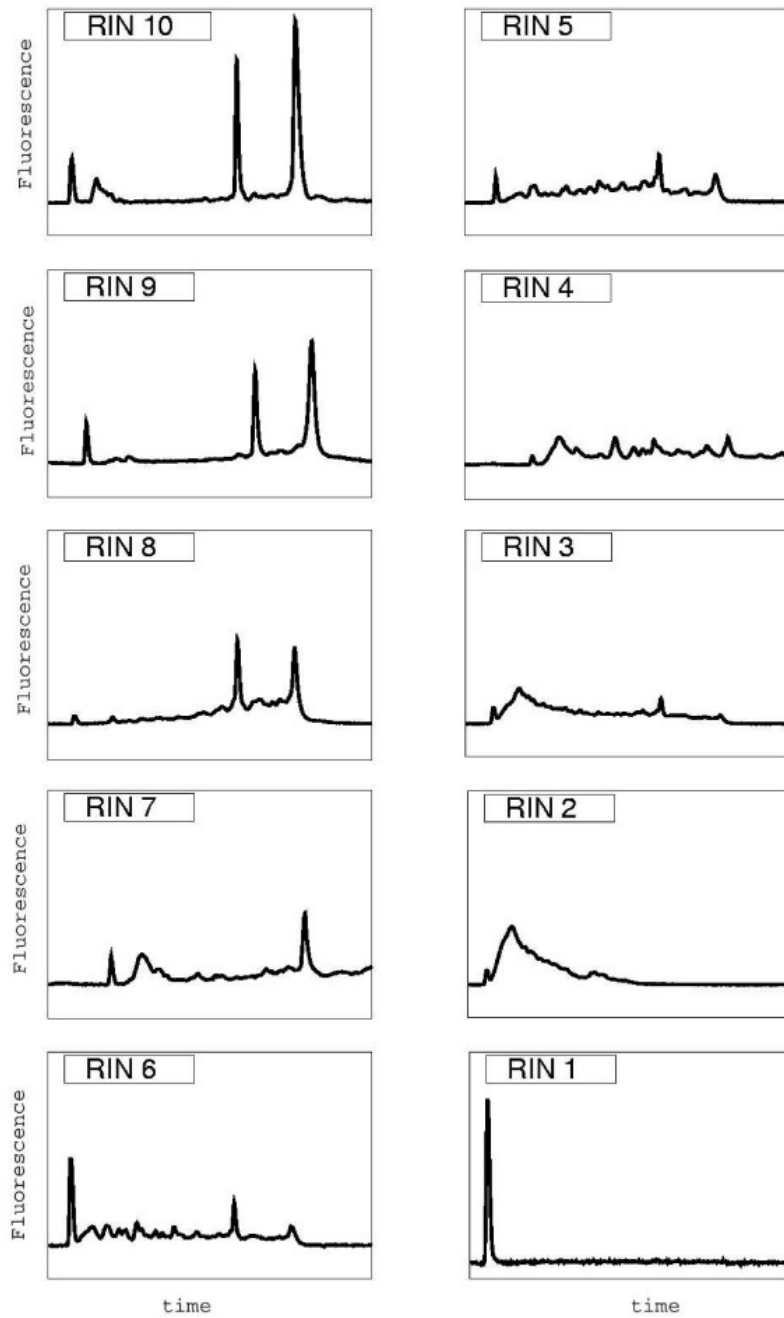 RIN 10
Fluorescence
RIN 5
RIN 9
Fluorescence
RIN 4
RIN 8
Fluorescence
RIN 3
RIN 7
Fluorescence
RIN 2
RIN 6
Fluorescence
RIN 1
time
time